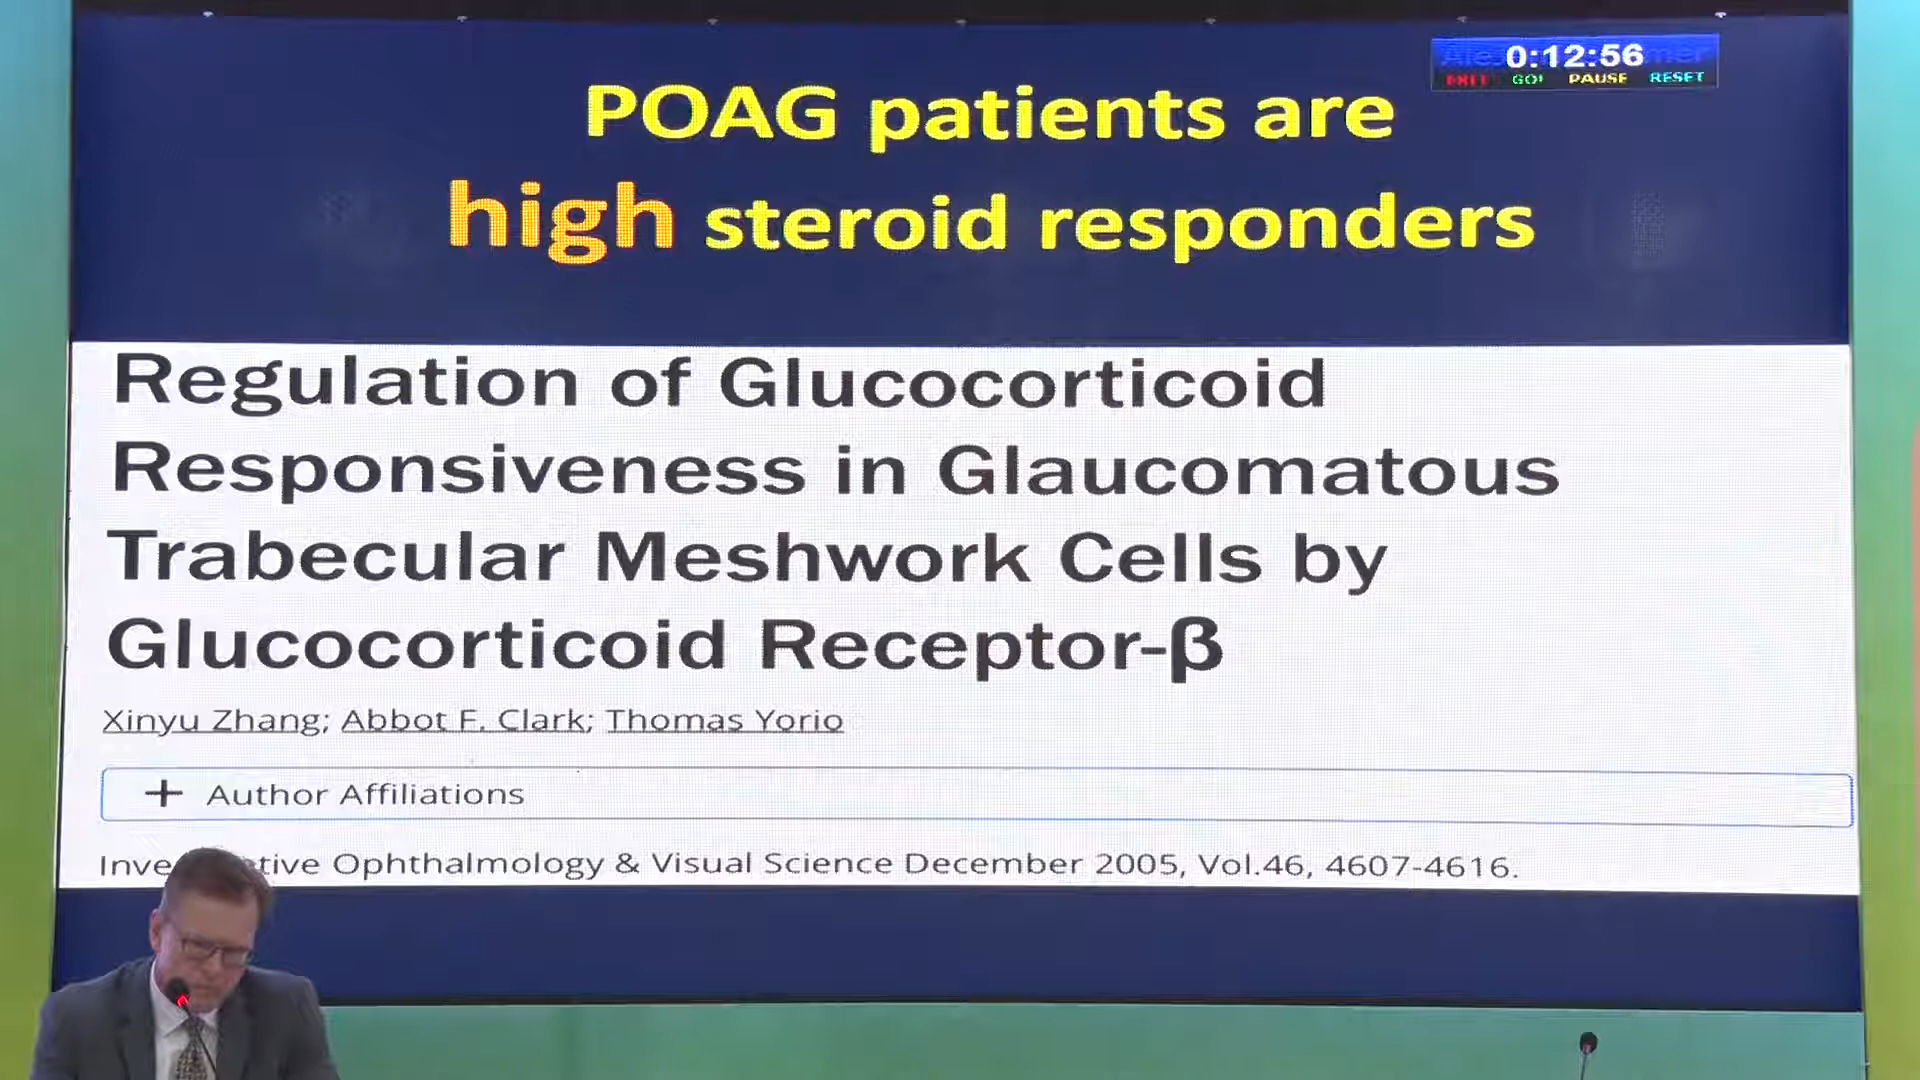 0:12:56
EXIT GO! PAUSE RESET
POAG patients are
high steroid responders
Regulation of Glucocorticoid
Responsiveness in Glaucomatous
Trabecular Meshwork Cells by
Glucocorticoid Receptor-β
Xinyu Zhang; Abbot F. Clark; Thomas Yorio
+ Author Affiliations
Ophthalmology & Visual Science December 2005, Vol.46, 4607-4616.